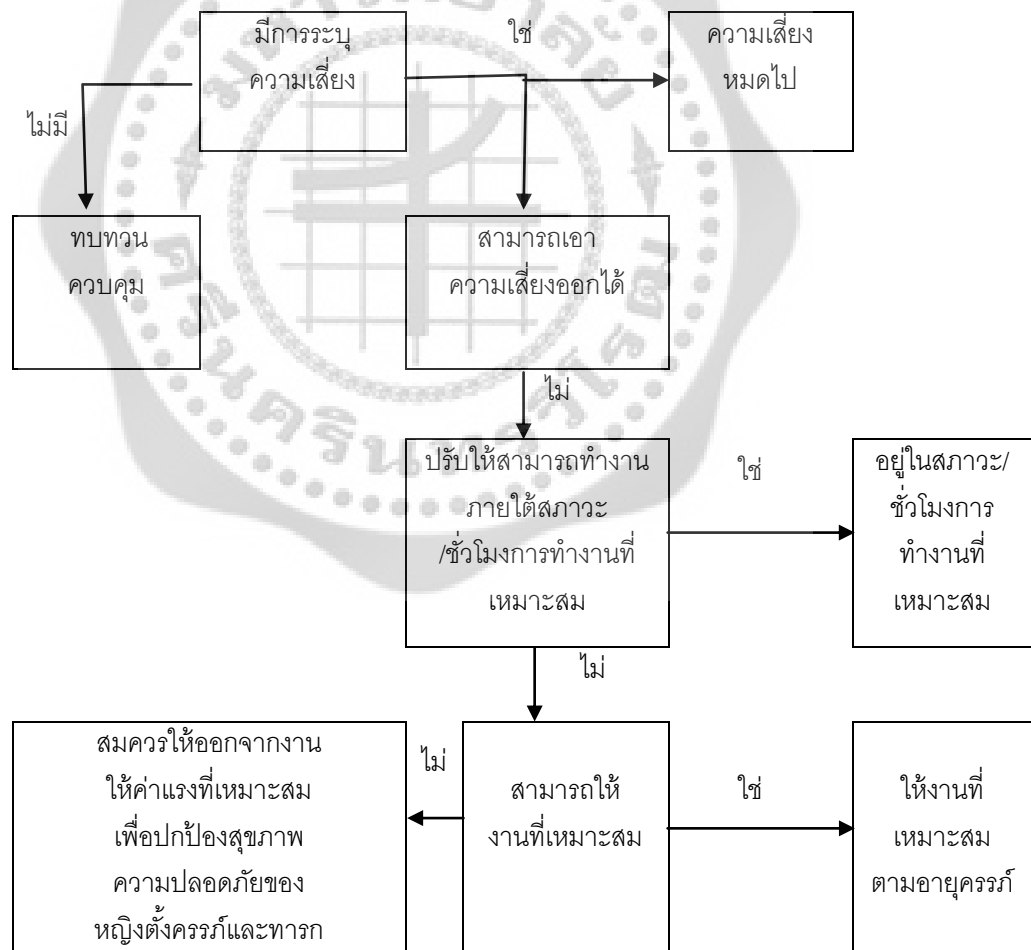 มีการระบุ
ความเสี่ยง
ใช่
ความเสี่ยง
หมดไป
ไม่มี
ทบทวน
ควบคุม
สามารถเอา
ความเสี่ยงออกได้
ไม่
ปรับให้สามารถทำงาน
ภายใต้สภาวะ
/ชั่วโมงการทำงานที่
เหมาะสม
ใช่
อยู่ในสภาวะ/
ชั่วโมงการ
ทำงานที่
เหมาะสม
ไม่
สมควรให้ออกจากงาน
ให้ค่าแรงที่เหมาะสม
เพื่อปกป้องสุขภาพ
ความปลอดภัยของ
หญิงตั้งครรภ์และทารก
ไม่
สามารถให้
งานที่เหมาะสม
ใช่
ให้งานที่
เหมาะสม
ตามอายุครรภ์